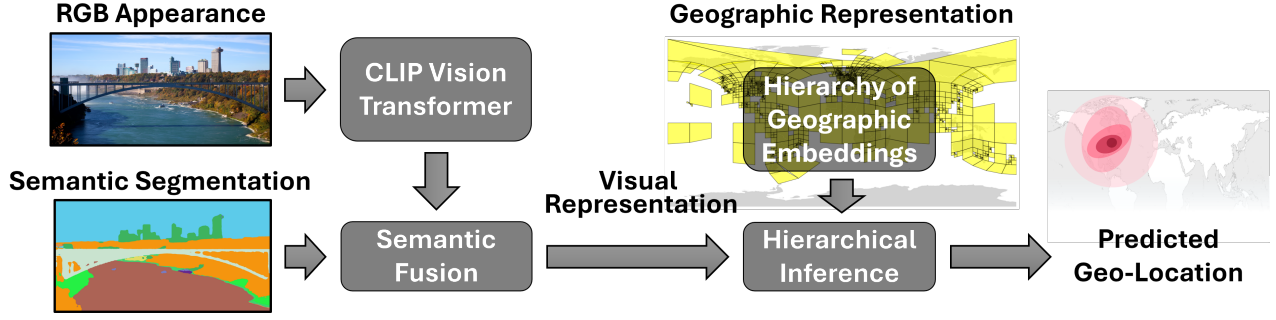 RGB Appearance
CLIP Vision
Transformer
Semantic Segmentation
Semantic
Fusion
Visual
Representation
Geographic Representation
Hierarchy of
Geographic
Embeddings
Hierarchical
Inference
Predicted
Geo-Location